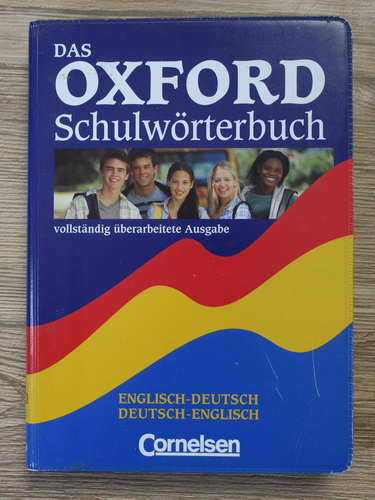 DAS
OXFORD
Schulwörterbuch
vollständig überarbeitete Ausgabe
ENGLISCH-DEUTSCH
DEUTSCH-ENGLISCH
Cornelsen